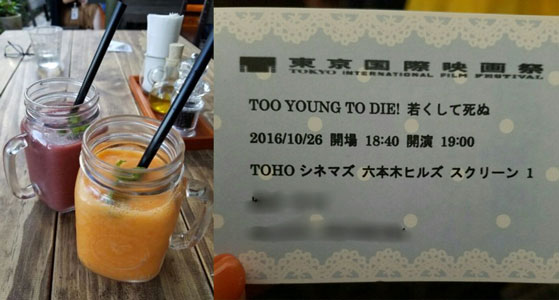 東京国際映画祭
TOKYO INTERNATIONAL FILM FESTIVAL
TOO YOUNG TO DIE! 若くして死ぬ
2016/10/26 開場 18:40 開演 19:00
TOHO シネマズ 六本木ヒルズ スクリーン 1